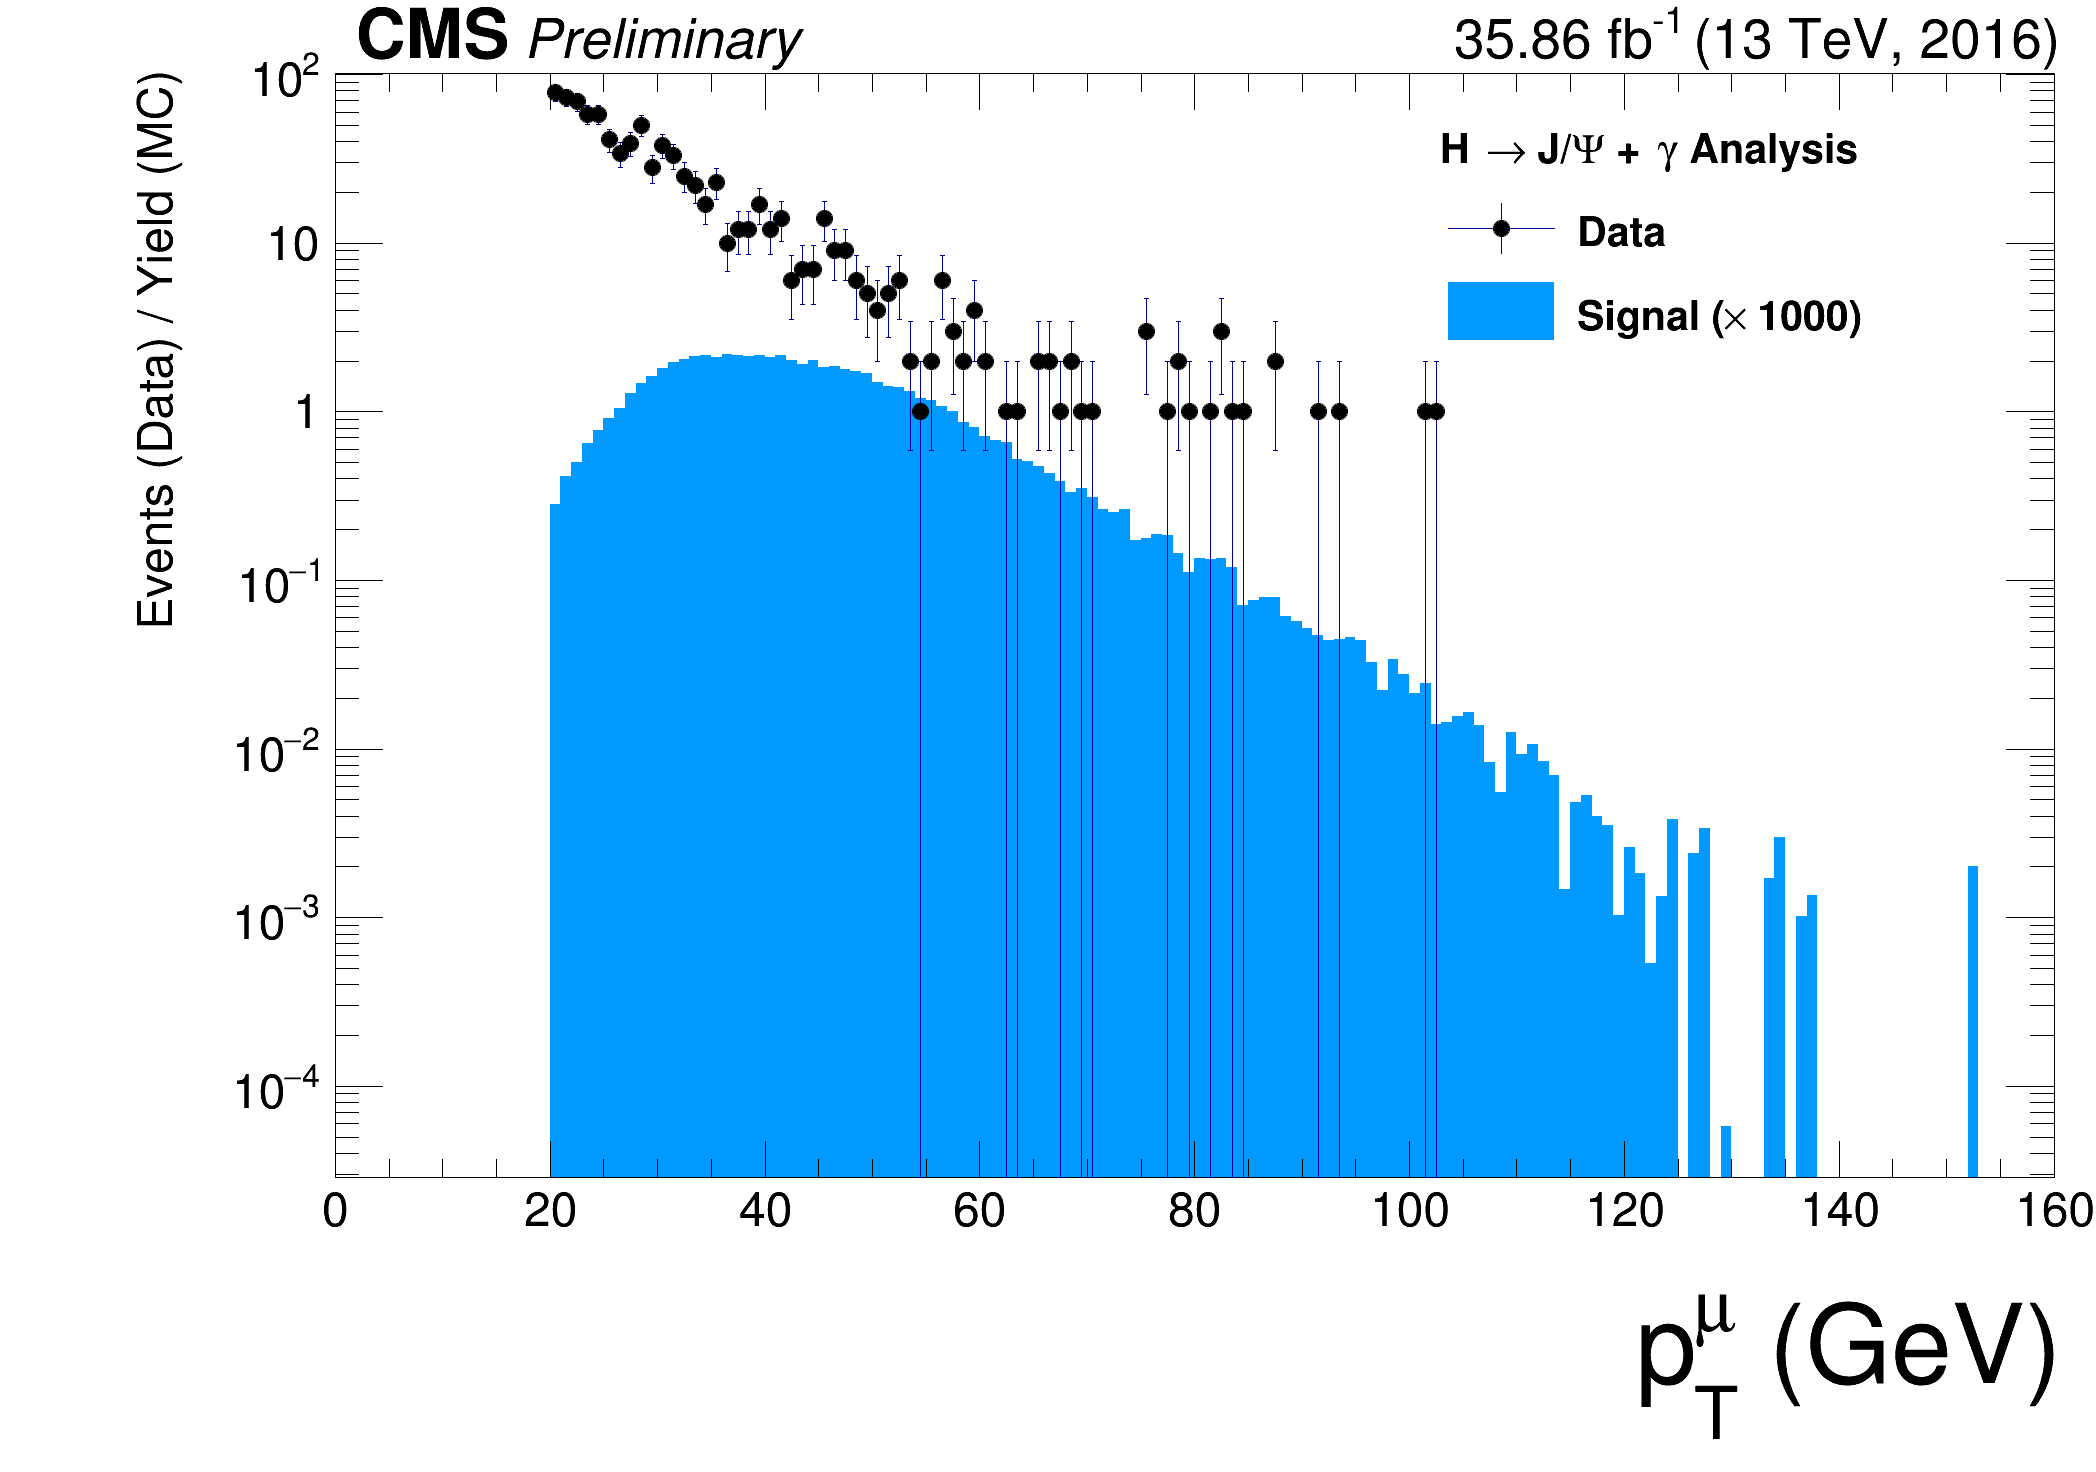 CMS Preliminary
35.86 fb⁻¹ (13 TeV, 2016)
Events (Data) / Yield (MC)
10²
10
1
10⁻¹
10⁻²
10⁻³
10⁻⁴
H → J/Ψ + γ Analysis
Data
Signal (× 1000)
0 20 40 60 80 100 120 140 160
p_T^μ (GeV)